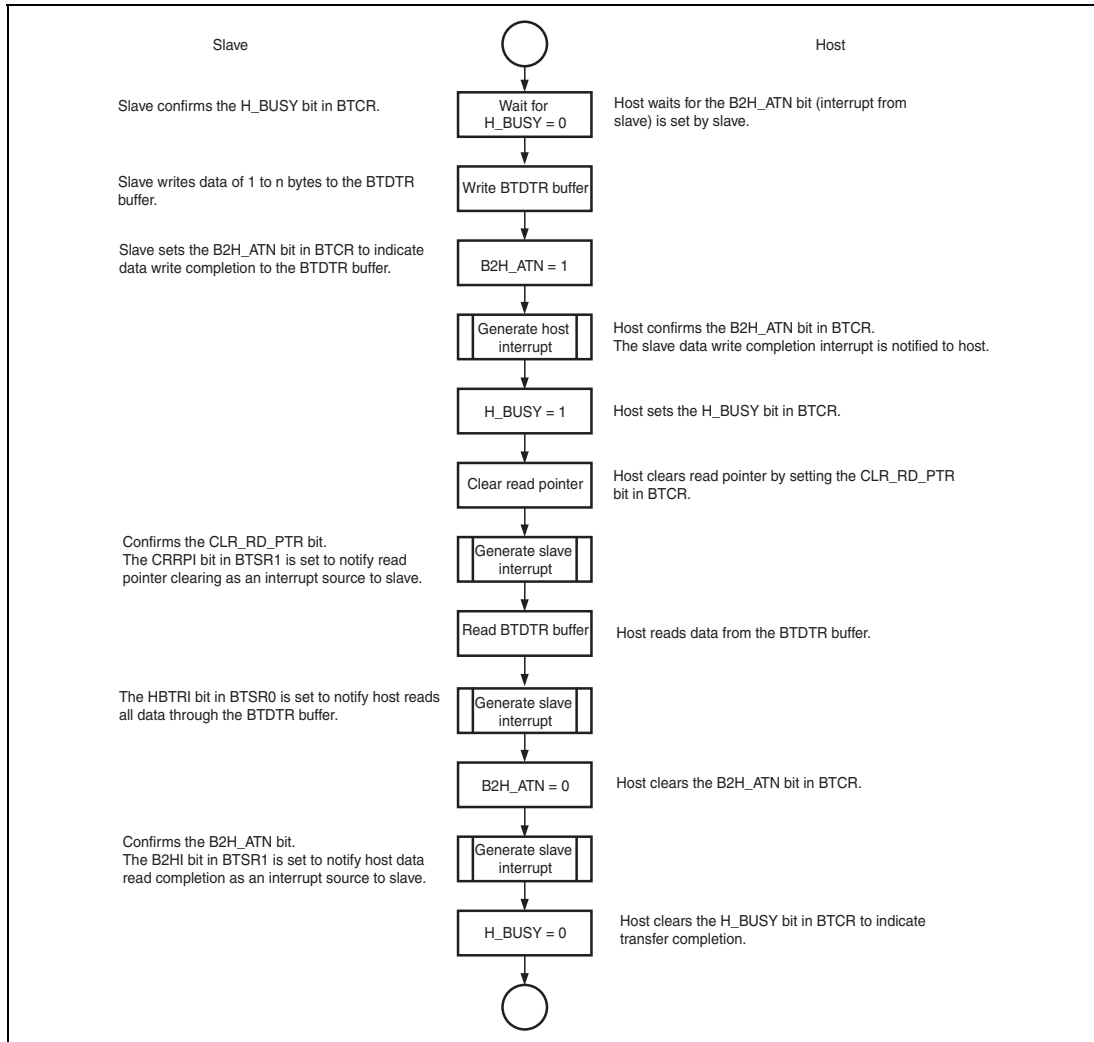 Slave
Host
Slave confirms the H_BUSY bit in BTCR.
Wait for
H_BUSY = 0
Host waits for the B2H_ATN bit (interrupt from
slave) is set by slave.
Slave writes data of 1 to n bytes to the BTDTR
buffer.
Write BTDTR buffer
Slave sets the B2H_ATN bit in BTCR to indicate
data write completion to the BTDTR buffer.
B2H_ATN = 1
Generate host
interrupt
Host confirms the B2H_ATN bit in BTCR.
The slave data write completion interrupt is notified to host.
H_BUSY = 1
Host sets the H_BUSY bit in BTCR.
Clear read pointer
Host clears read pointer by setting the CLR_RD_PTR
bit in BTCR.
Confirms the CLR_RD_PTR bit.
The CRRPI bit in BTSR1 is set to notify read
pointer clearing as an interrupt source to slave.
Generate slave
interrupt
Read BTDTR buffer
Host reads data from the BTDTR buffer.
The HBTRI bit in BTSR0 is set to notify host reads
all data through the BTDTR buffer.
Generate slave
interrupt
B2H_ATN = 0
Host clears the B2H_ATN bit in BTCR.
Confirms the B2H_ATN bit.
The B2HI bit in BTSR1 is set to notify host data
read completion as an interrupt source to slave.
Generate slave
interrupt
H_BUSY = 0
Host clears the H_BUSY bit in BTCR to indicate
transfer completion.